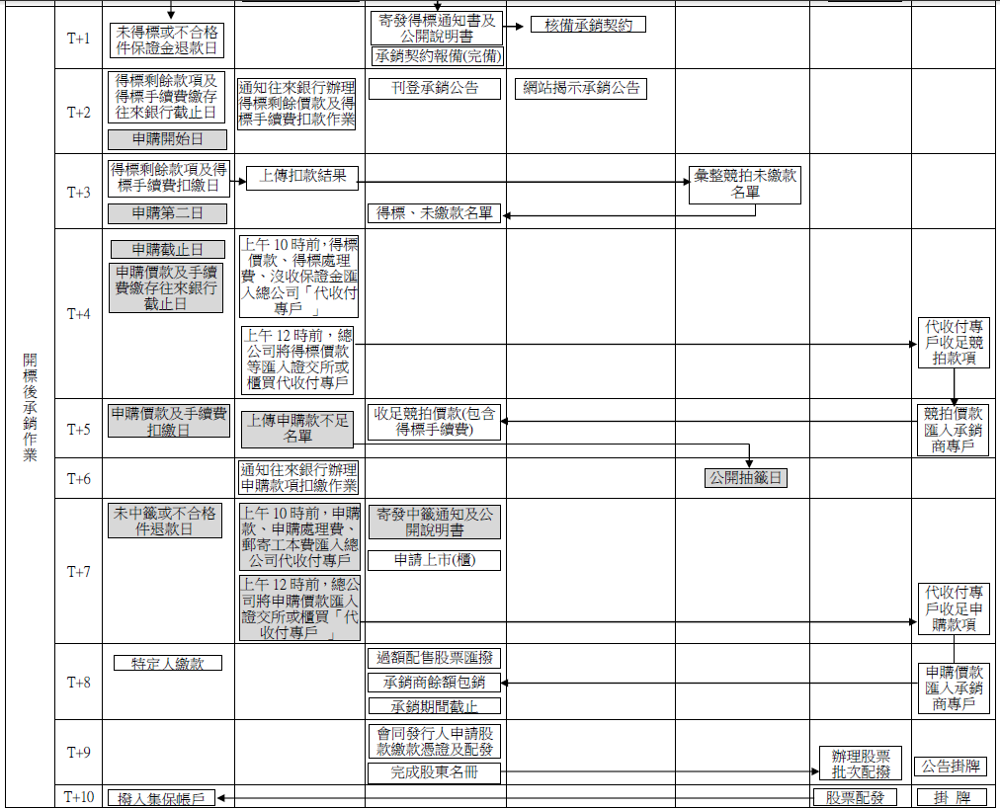 開標後承銷作業
T+1
未得標或不合格
件保證金退款日
寄發得標通知書及
公開說明書
承銷契約報備(完備)
核備承銷契約
T+2
得標剩餘款項及
得標手續費繳存
往來銀行截止日
申購開始日
通知往來銀行辦理
得標剩餘價款及得
標手續費扣款作業
刊登承銷公告
網站揭示承銷公告
T+3
得標剩餘款項及得
標手續費扣繳日
申購第二日
上傳扣款結果
得標、未繳款名單
彙整競拍未繳款
名單
T+4
申購截止日
申購價款及手續
費繳存往來銀行
截止日
上午 10 時前，得標
價款、得標處理
費、沒收保證金匯
入總公司「代收付
專戶 」
上午 12 時前，總
公司將得標價款
等匯入證交所或
櫃買代收付專戶
代收付專
戶收足競
拍款項
T+5
申購價款及手續費
扣繳日
上傳申購款不足
名單
收足競拍價款(包含
得標手續費)
競拍價款
匯入承銷
商專戶
T+6
通知往來銀行辦理
申購款項扣繳作業
公開抽籤日
T+7
未中籤或不合格
件退款日
上午 10 時前，申購
款、申購處理費、
郵寄工本費匯入總
公司代收付專戶
上午 12 時前，總公
司將申購價款匯入
證交所或櫃買「代
收付專戶 」
寄發中籤通知及公
開說明書
申請上市(櫃)
代收付專
戶收足申
購款項
T+8
特定人繳款
過額配售股票匯撥
承銷商餘額包銷
承銷期間截止
申購價款
匯入承銷
商專戶
T+9
會同發行人申請股
款繳款憑證及配發
完成股東名冊
辦理股票
批次配撥
公告掛牌
T+10
撥入集保帳戶
股票配發
掛 牌